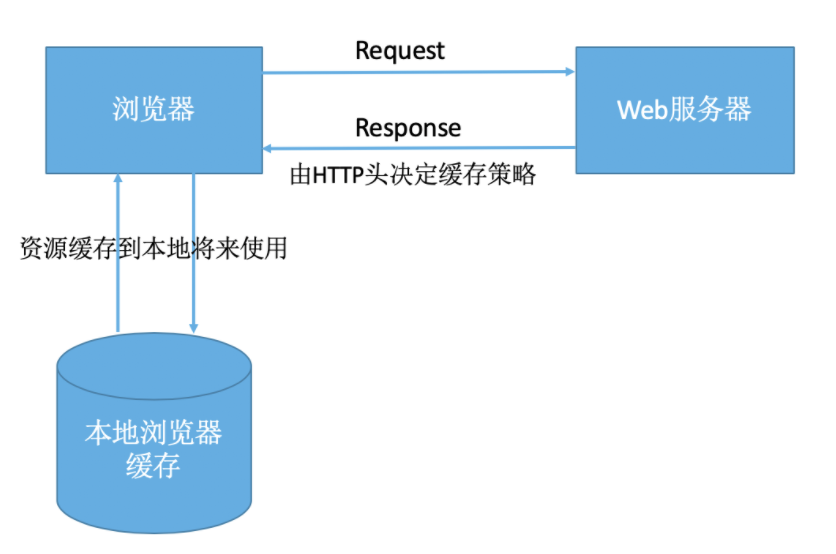 Request
浏览器
Web服务器
Response
由HTTP头决定缓存策略
资源缓存到本地将来使用
本地浏览器
缓存